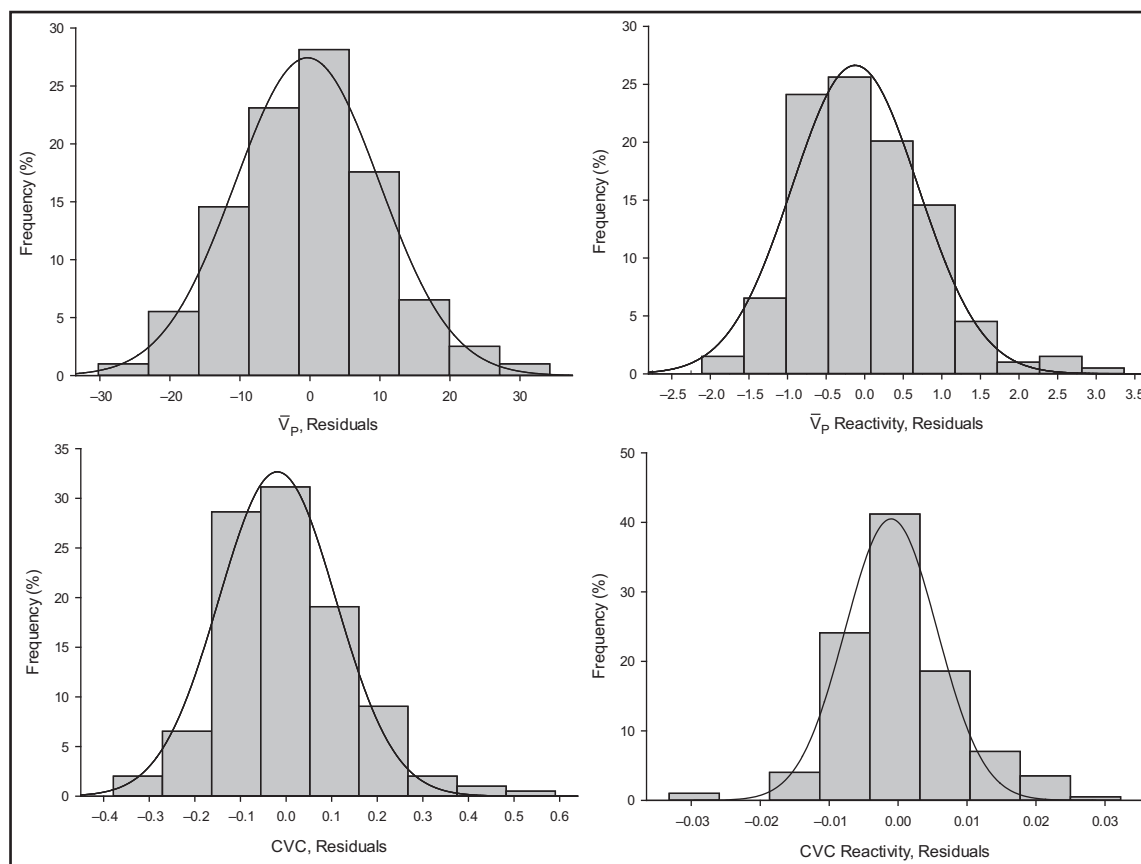 30
25
20
15
10
5
0
Frequency (%)
–30 –20 –10 0 10 20 30
V̅P, Residuals
30
25
20
15
10
5
0
Frequency (%)
–2.5 –2.0 –1.5 –1.0 –0.5 0.0 0.5 1.0 1.5 2.0 2.5 3.0 3.5
V̅P Reactivity, Residuals
35
30
25
20
15
10
5
0
Frequency (%)
–0.4 –0.3 –0.2 –0.1 0.0 0.1 0.2 0.3 0.4 0.5 0.6
CVC, Residuals
50
40
30
20
10
0
Frequency (%)
–0.03 –0.02 –0.01 0.00 0.01 0.02 0.03
CVC Reactivity, Residuals